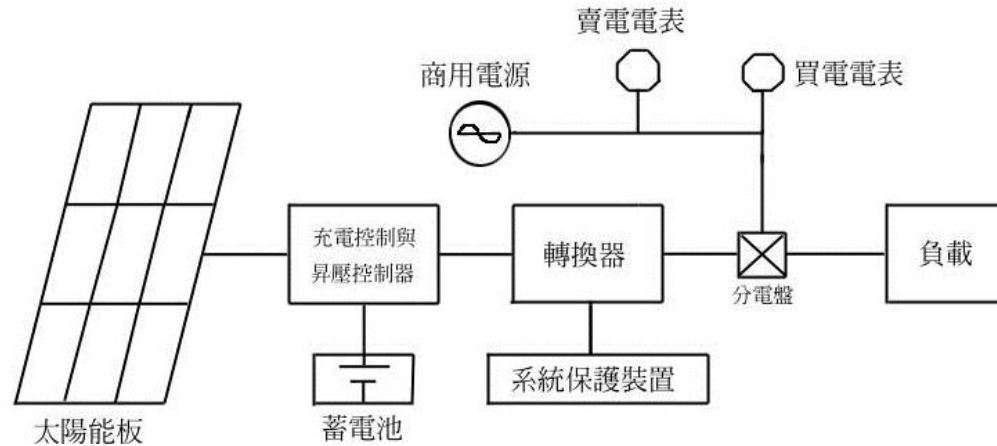 賣電電表
商用電源
買電電表
充電控制與
昇壓控制器
轉換器
分電盤
負載
系統保護裝置
蓄電池
太陽能板